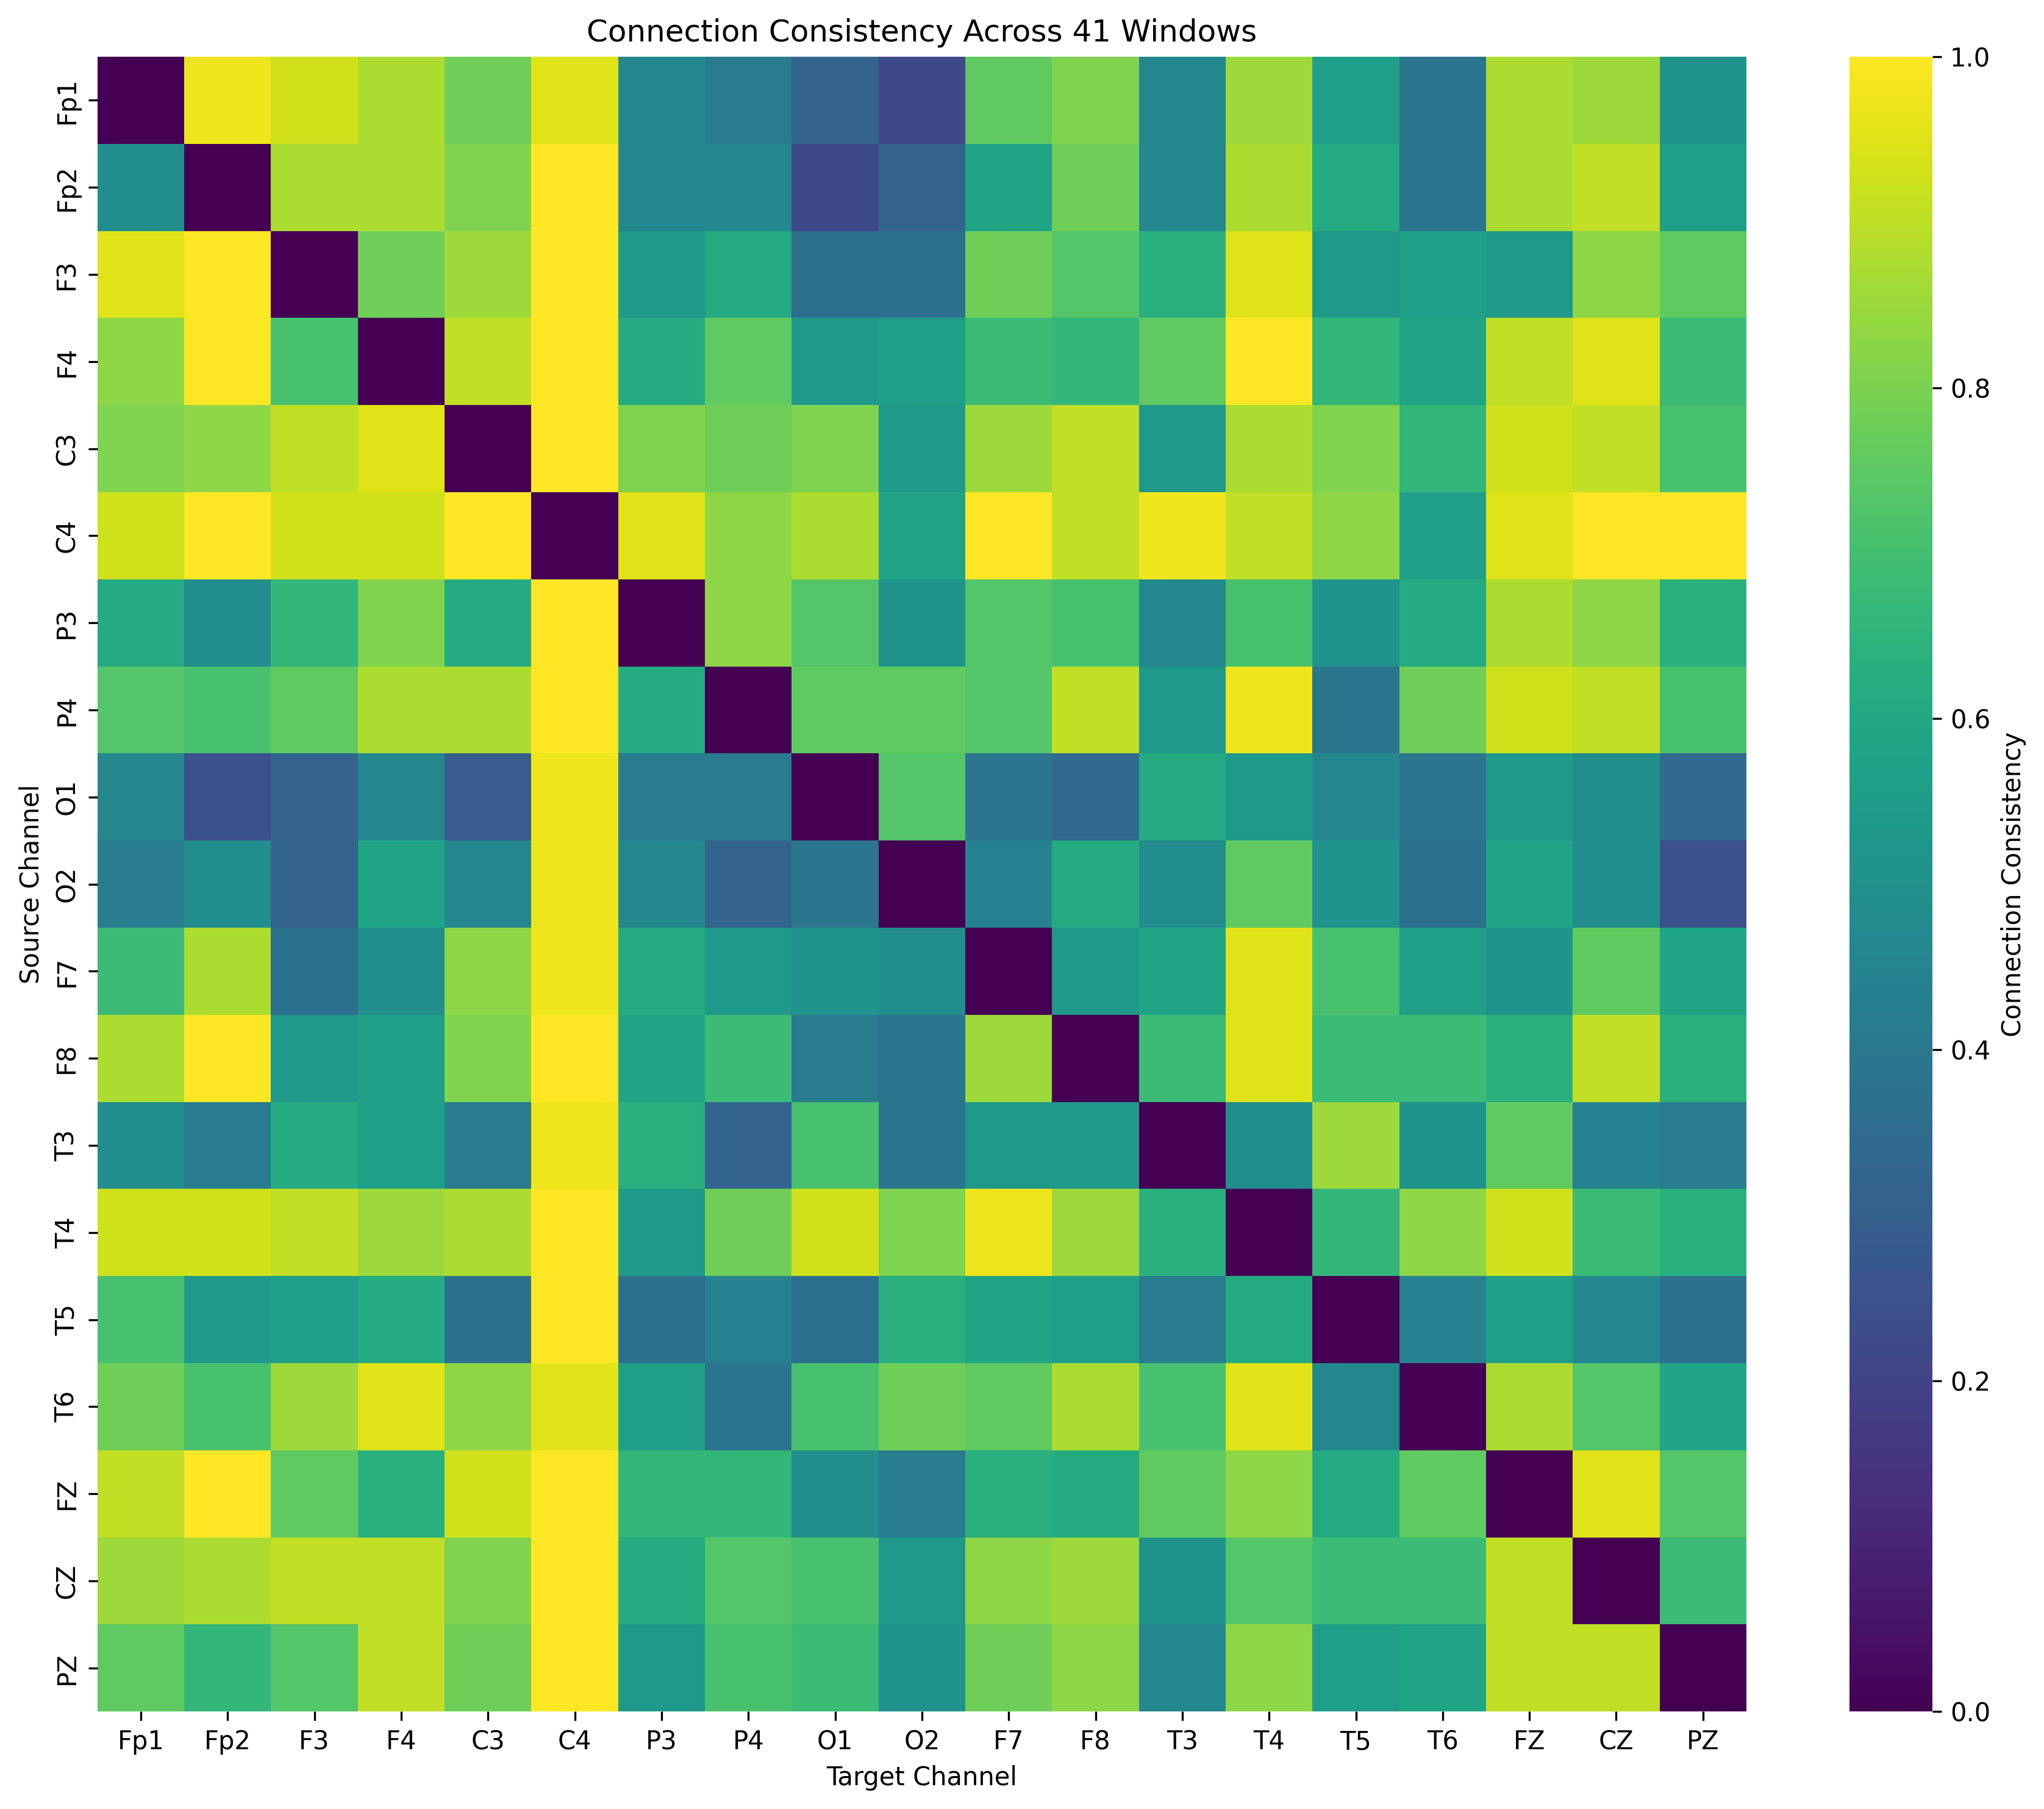 Connection Consistency Across 41 Windows
Source Channel
Fp1
Fp2
F3
F4
C3
C4
P3
P4
O1
O2
F7
F8
T3
T4
T5
T6
FZ
CZ
PZ
Fp1 Fp2 F3 F4 C3 C4 P3 P4 O1 O2 F7 F8 T3 T4 T5 T6 FZ CZ PZ
Target Channel
1.0
0.8
0.6
0.4
0.2
0.0
Connection Consistency